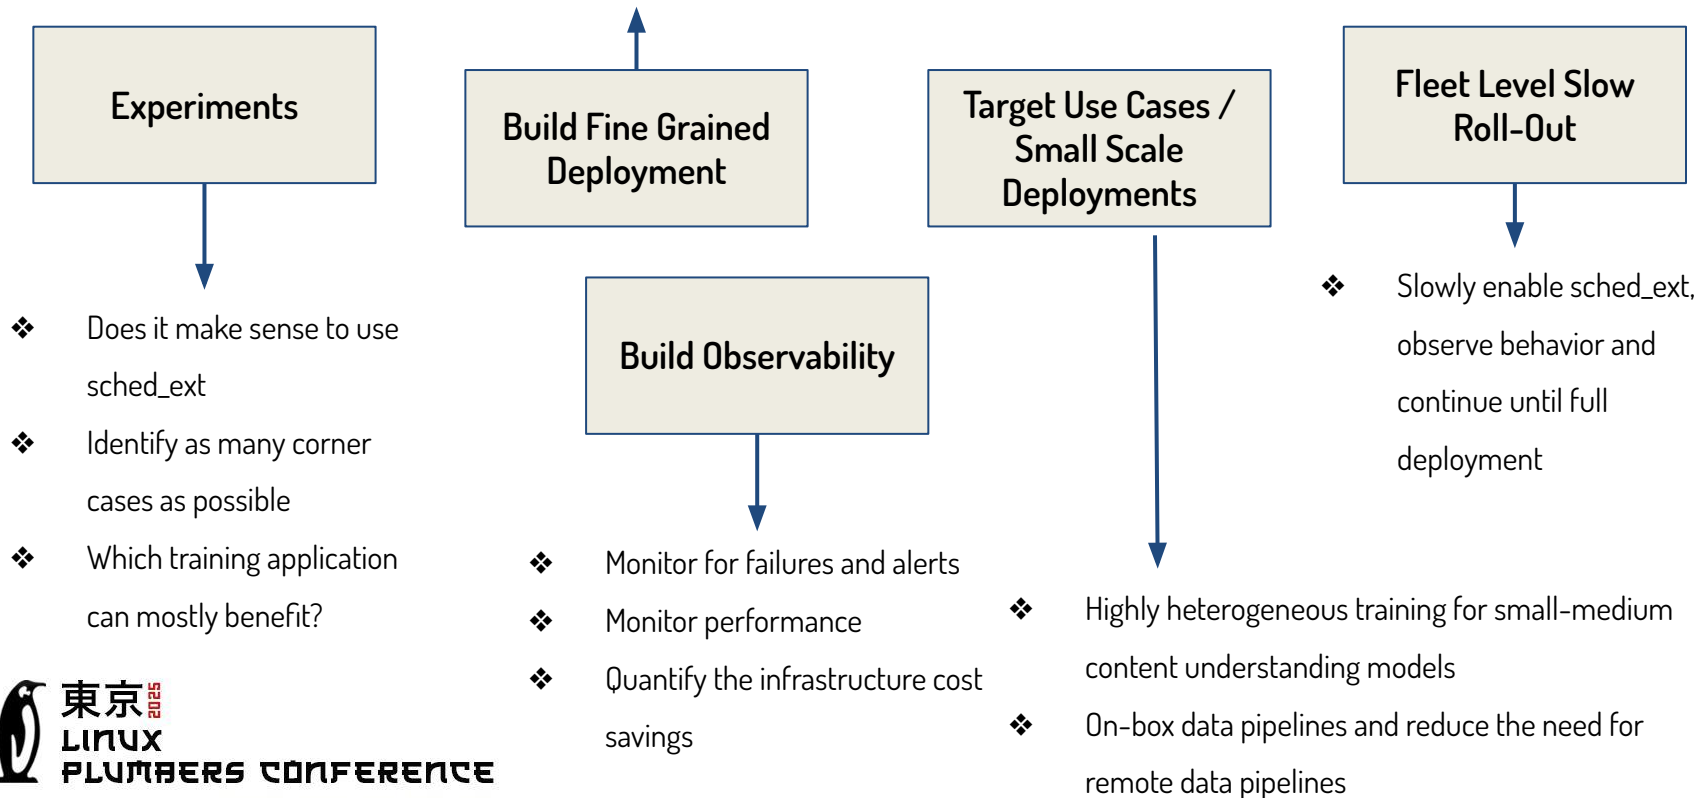 Experiments
Does it make sense to use
sched_ext
Identify as many corner
cases as possible
Which training application
can mostly benefit?
Build Fine Grained
Deployment
Build Observability
Monitor for failures and alerts
Monitor performance
Quantify the infrastructure cost
savings
Target Use Cases /
Small Scale
Deployments
Highly heterogeneous training for small-medium
content understanding models
On-box data pipelines and reduce the need for
remote data pipelines
Fleet Level Slow
Roll-Out
Slowly enable sched_ext,
observe behavior and
continue until full
deployment
東京 2025
LINUX
PLUMBERS CONFERENCE